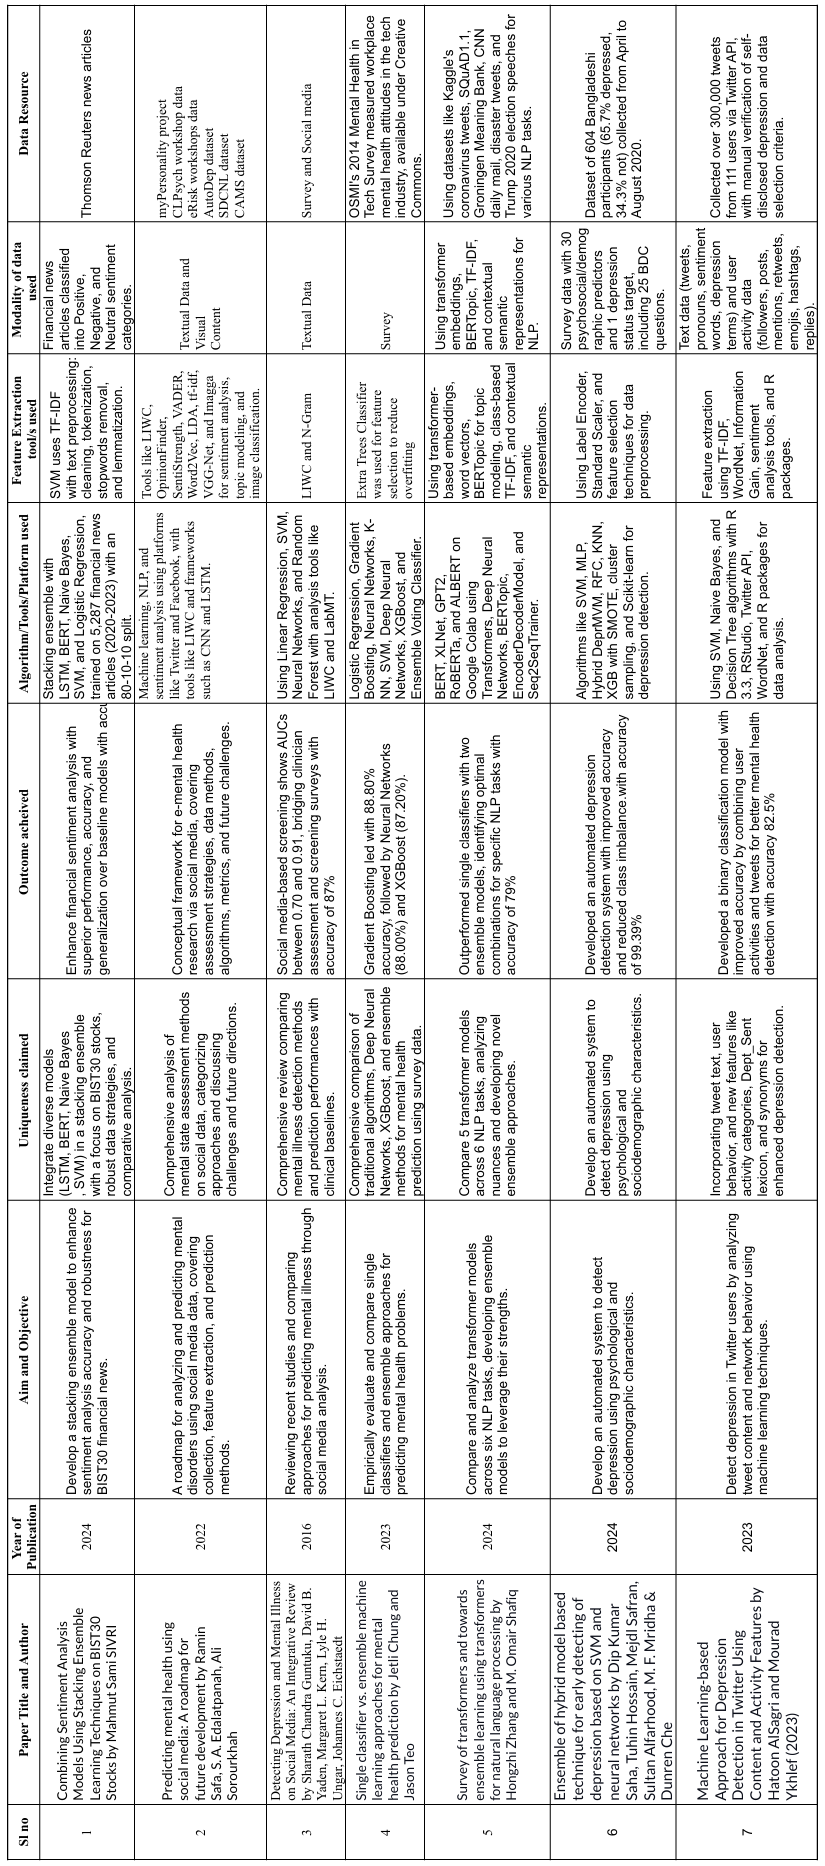 Sl no
Paper Title and Author
Year of
Publication
Aim and Objective
Uniqueness claimed
Outcome acheived
Algorithm/Tools/Platform used
Feature Extraction
tool/s used
Modality of data
used
Data Resource
1
Combining Sentiment Analysis
Models Using Stacking Ensemble
Learning Techniques on BIST30
Stocks by Mahmut Sami SIVRI
2024
Develop a stacking ensemble model to enhance
sentiment analysis accuracy and robustness for
BIST30 financial news.
Integrate diverse models
(LSTM, BERT, Naive Bayes
, SVM) in a stacking ensemble
with a focus on BIST30 stocks,
robust data strategies, and
comparative analysis.
Enhance financial sentiment analysis with
superior performance, accuracy, and
generalization over baseline models with accu
Stacking ensemble with
LSTM, BERT, Naive Bayes,
SVM, and Logistic Regression,
trained on 5,287 financial news
articles (2020-2023) with an
80-10-10 split.
SVM uses TF-IDF
with text preprocessing:
cleaning, tokenization,
stopwords removal,
and lemmatization.
Financial news
articles classified
into Positive,
Negative, and
Neutral sentiment
categories.
Thomson Reuters news articles
2
Predicting mental health using
social media: A roadmap for
future development by Ramin
Safa, S. A. Edalatpanah, Ali
Sorourkhah
2022
A roadmap for analyzing and predicting mental
disorders using social media data, covering
collection, feature extraction, and prediction
methods.
Comprehensive analysis of
mental state assessment methods
on social data, categorizing
approaches and discussing
challenges and future directions.
Conceptual framework for e-mental health
research via social media, covering
assessment strategies, data methods,
algorithms, metrics, and future challenges.
Machine learning, NLP, and
sentiment analysis using platforms
like Twitter and Facebook, with
tools like LIWC and frameworks
such as CNN and LSTM.
Tools like LIWC,
OpinionFinder,
SentiStrength, VADER,
Word2Vec, LDA, tf-idf,
VGG-Net, and Imagga
for sentiment analysis,
topic modeling, and
image classification.
Textual Data and
Visual
Content
myPersonality project
CLPsych workshop data
eRisk workshops data
AutoDep dataset
SDCNL dataset
CAMS dataset
3
Detecting Depression and Mental Illness
on Social Media: An Integrative Review
by Sharath Chandra Guntuku, David B.
Yaden, Margaret L. Kern, Lyle H.
Ungar, Johannes C. Eichstaedt
2016
Reviewing recent studies and comparing
approaches for predicting mental illness through
social media analysis.
Comprehensive review comparing
mental illness detection methods
and prediction performances with
clinical baselines.
Social media-based screening shows AUCs
between 0.70 and 0.91, bridging clinician
assessment and screening surveys with
accuracy of 87%
Using Linear Regression, SVM,
Neural Networks, and Random
Forest with analysis tools like
LIWC and LabMT.
LIWC and N-Gram
Textual Data
Survey and Social media
4
Single classifier vs. ensemble machine
learning approaches for mental
health prediction by Jetli Chung and
Jason Teo
2023
Empirically evaluate and compare single
classifiers and ensemble approaches for
predicting mental health problems.
Comprehensive comparison of
traditional algorithms, Deep Neural
Networks, XGBoost, and ensemble
methods for mental health
prediction using survey data.
Gradient Boosting led with 88.80%
accuracy, followed by Neural Networks
(88.00%) and XGBoost (87.20%).
Logistic Regression, Gradient
Boosting, Neural Networks, K-
NN, SVM, Deep Neural
Networks, XGBoost, and
Ensemble Voting Classifier.
Extra Trees Classifier
was used for feature
selection to reduce
overfitting
Survey
OSMI's 2014 Mental Health in
Tech Survey measured workplace
mental health attitudes in the tech
industry, available under Creative
Commons.
5
Survey of transformers and towards
ensemble learning using transformers
for natural language processing by
Hongzhi Zhang and M. Omair Shafiq
2024
Compare and analyze transformer models
across six NLP tasks, developing ensemble
models to leverage their strengths.
Compare 5 transformer models
across 6 NLP tasks, analyzing
nuances and developing novel
ensemble approaches.
Outperformed single classifiers with two
ensemble models, identifying optimal
combinations for specific NLP tasks with
accuracy of 79%
BERT, XLNet, GPT2,
RoBERTa, and ALBERT on
Google Colab using
Transformers, Deep Neural
Networks, BERTopic,
EncoderDecoderModel, and
Seq2SeqTrainer.
Using transformer-
based embeddings,
word vectors,
BERTopic for topic
modeling, class-based
TF-IDF, and contextual
semantic
representations.
Using transformer
embeddings,
BERTopic, TF-IDF,
and contextual
semantic
representations for
NLP.
Using datasets like Kaggle's
coronavirus tweets, SQuAD1.1,
Groningen Meaning Bank, CNN
daily mail, disaster tweets, and
Trump 2020 election speeches for
various NLP tasks.
6
Ensemble of hybrid model based
technique for early detecting of
depression based on SVM and
neural networks by Dip Kumar
Saha, Tuhin Hossain, Mejdl Safran,
Sultan Alfarhood, M. F. Mridha &
Dunren Che
2024
Develop an automated system to detect
depression using psychological and
sociodemographic characteristics.
Develop an automated system to
detect depression using
psychological and
sociodemographic characteristics.
Developed an automated depression
detection system with improved accuracy
and reduced class imbalance.with accuracy
of 99.39%
Algorithms like SVM, MLP,
Hybrid DeprMVM, RFC, KNN,
XGB with SMOTE, cluster
sampling, and Scikit-learn for
depression detection.
Using Label Encoder,
Standard Scaler, and
feature selection
techniques for data
preprocessing.
Survey data with 30
psychosocial/demog
raphic predictors
and 1 depression
status target,
including 25 BDC
questions.
Dataset of 604 Bangladeshi
participants (65.7% depressed,
34.3% not) collected from April to
August 2020.
7
Machine Learning-based
Approach for Depression
Detection in Twitter Using
Content and Activity Features by
Hatoon AlSagri and Mourad
Ykhlef (2023)
2023
Detect depression in Twitter users by analyzing
tweet content and network behavior using
machine learning techniques.
Incorporating tweet text, user
behavior, and new features like
activity categories, Dept_Sent
lexicon, and synonyms for
enhanced depression detection.
Developed a binary classification model with
improved accuracy by combining user
activities and tweets for better mental health
detection with accuracy 82.5%
Using SVM, Naive Bayes, and
Decision Tree algorithms with R
3.3, RStudio, Twitter API,
WordNet, and R packages for
data analysis.
Feature extraction
using TF-IDF,
WordNet, Information
Gain, sentiment
analysis tools, and R
packages.
Text data (tweets,
pronouns, sentiment
words, depression
terms) and user
activity data
(followers, posts,
mentions, retweets,
emojis, hashtags,
replies).
Collected over 300,000 tweets
from 111 users via Twitter API,
with manual verification of self-
disclosed depression and data
selection criteria.